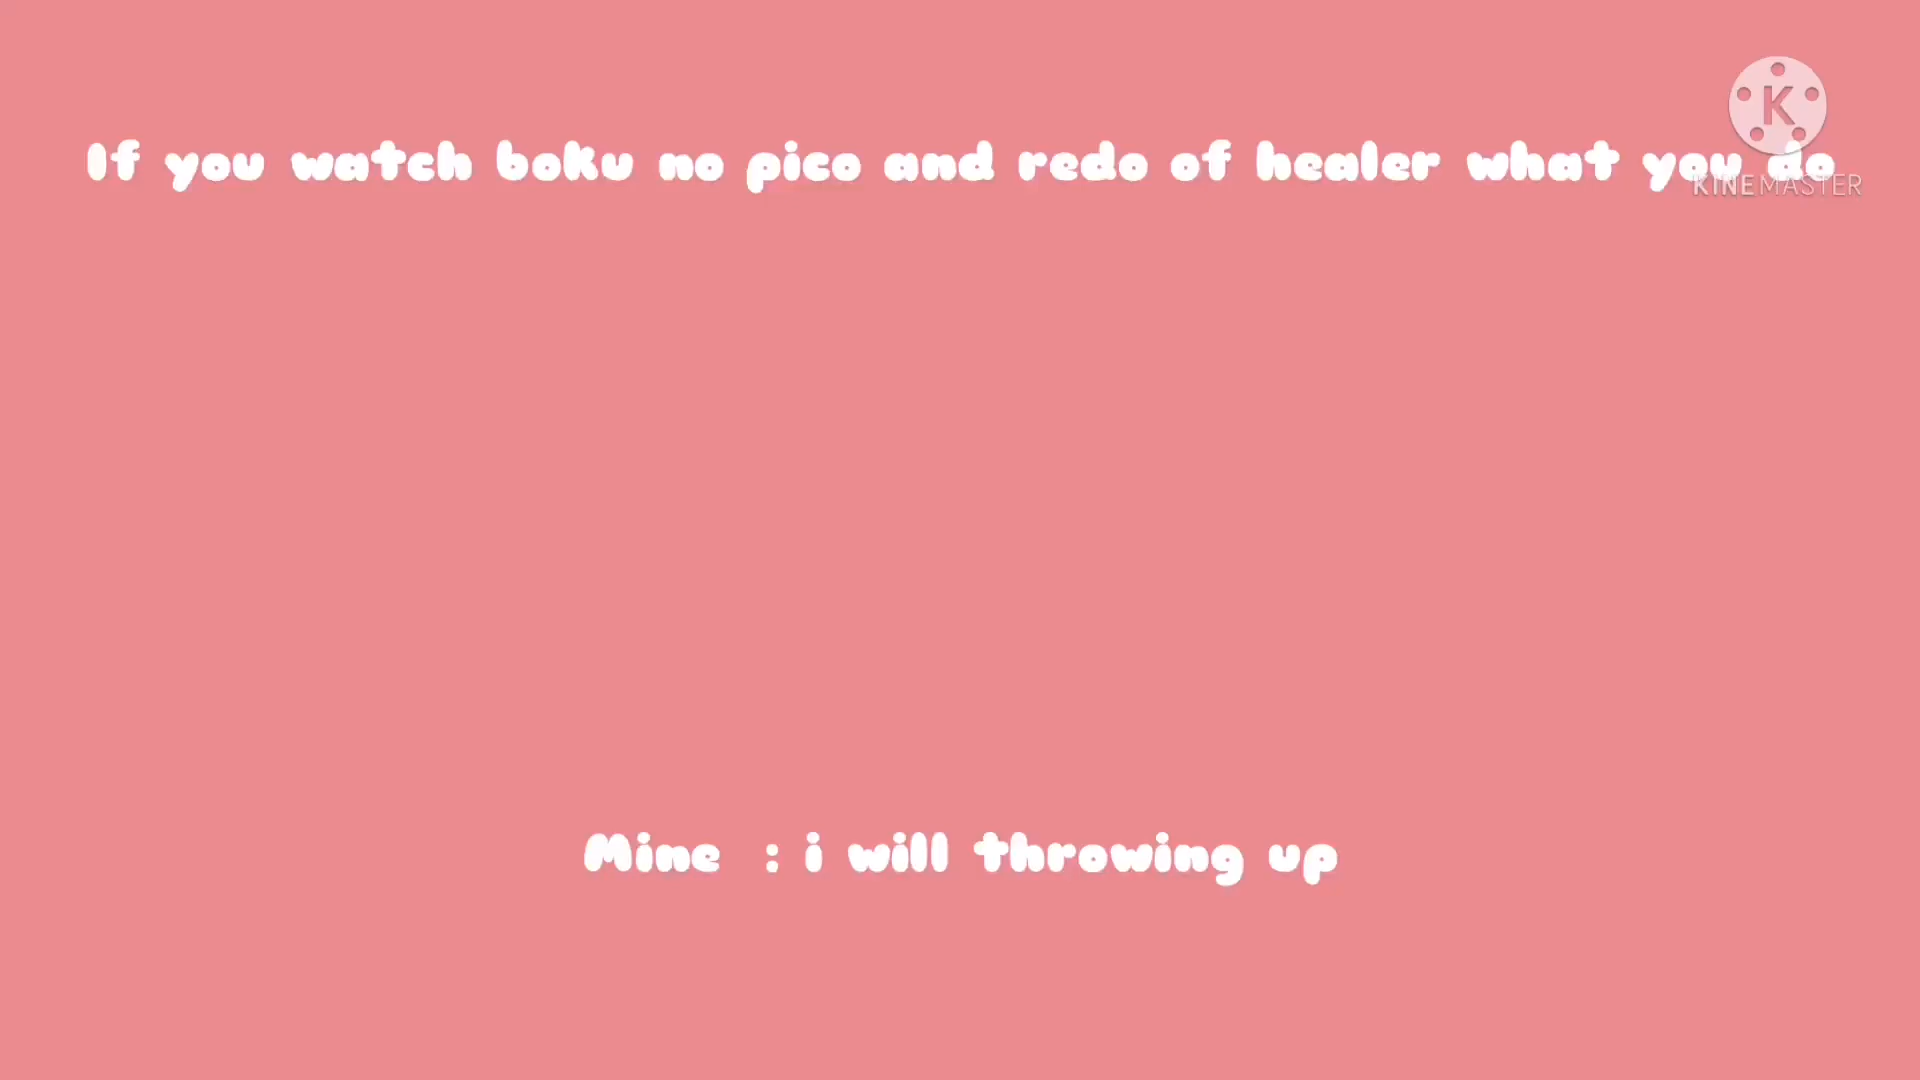 If you watch boku no pico and redo of healer what you do
K
KINEMASTER
Mine : i will throwing up